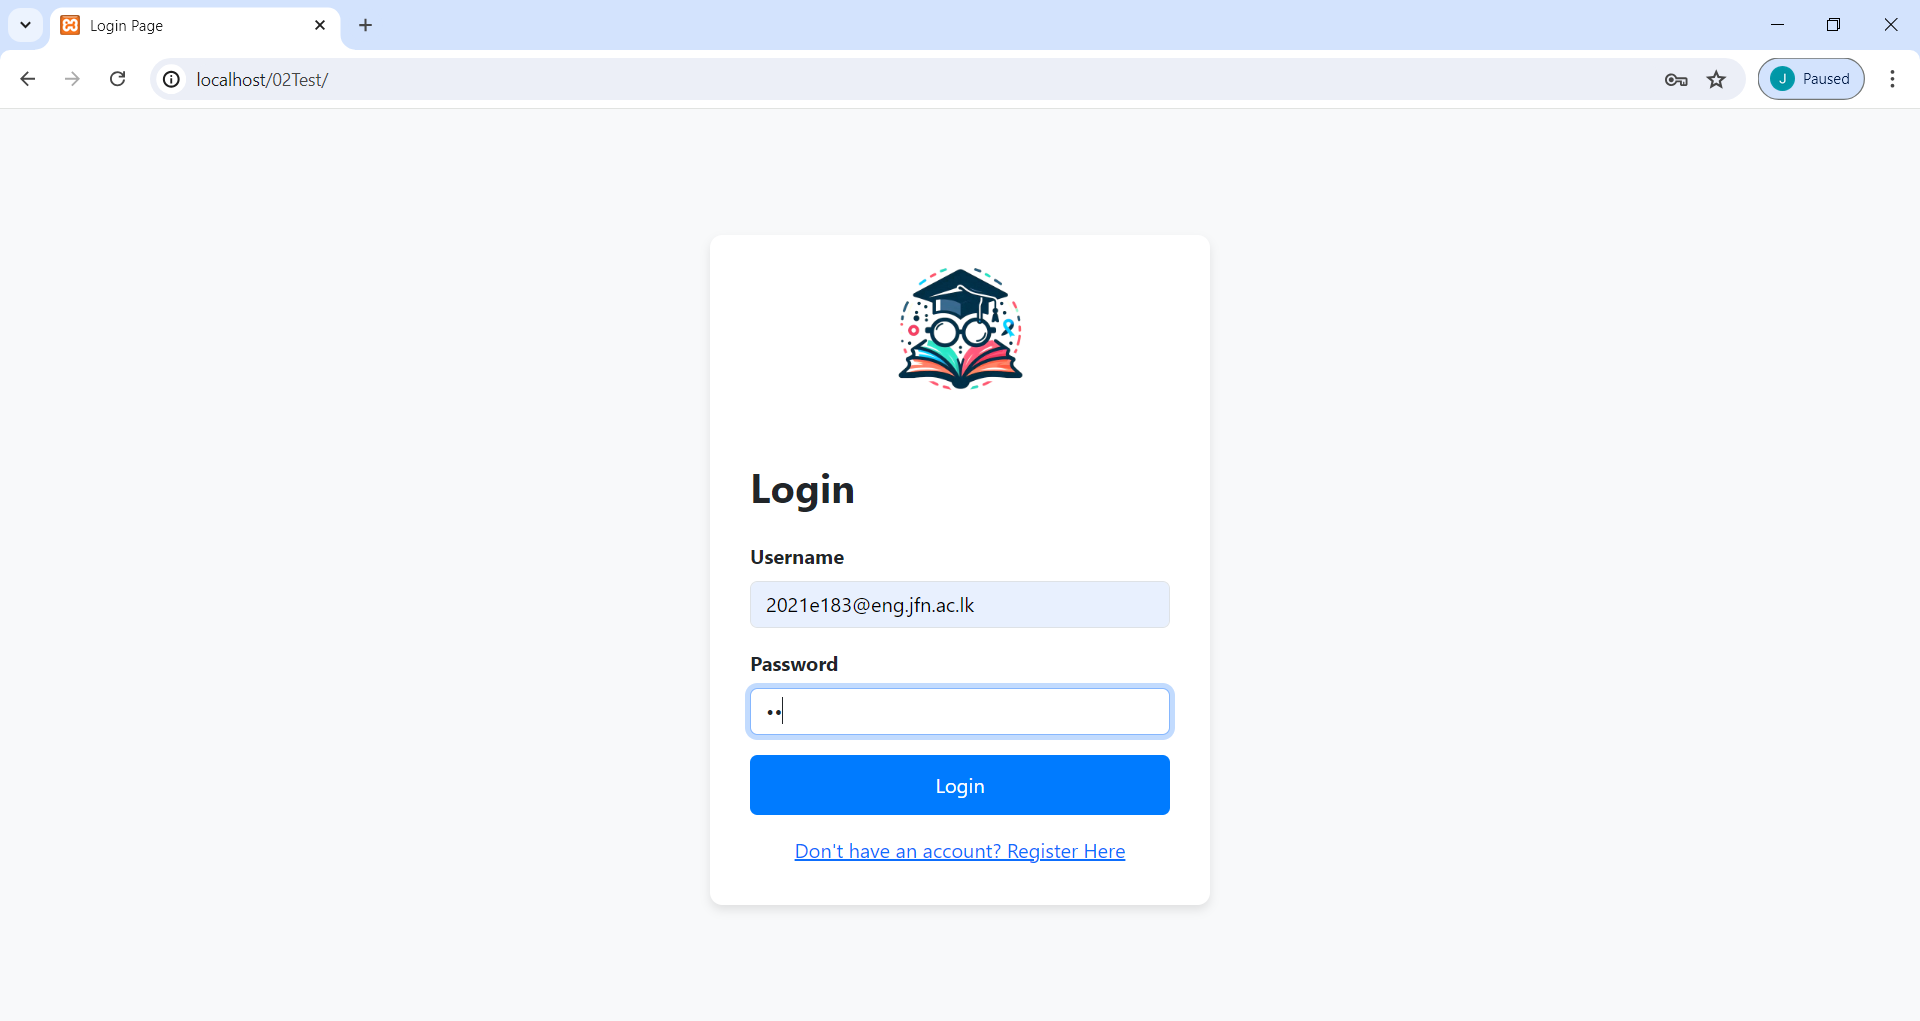 Login Page
localhost/02Test/
J Paused
Login
Username
2021e183@eng.jfn.ac.lk
Password
••
Login
Don't have an account? Register Here